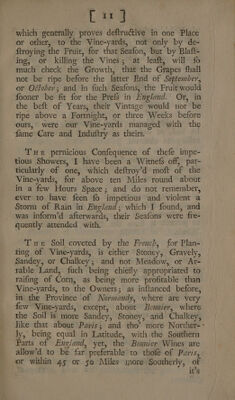 [ 11 ]
which generally proves deſtructive in one Place
or other, to the Vine-yards, not only by de-
ſtroying the Fruit, for that Seaſon, but by Blaſt-
ing, or killing the Vines; at leaſt, will ſo
much check the Growth, that the Grapes ſhall
not be ripe before the latter End of September,
or October; and in ſuch Seaſons, the Fruit would
ſooner be fit for the Preſs in England. Or, in
the beſt of Years, their Vintage would not be
ripe above a Fortnight, or three Weeks before
ours, were our Vine-yards managed with the
ſame Care and Induſtry as theirs.
THE pernicious Conſequence of theſe impe-
tious Showers, I have been a Witneſs off, par-
ticularly of one, which deſtroy'd moſt of the
Vine-yards, for above ten Miles round about
in a few Hours Space; and do not remember,
ever to have ſeen ſo impetious and violent a
Storm of Rain in England; which I found, and
was inform'd afterwards, their Seaſons were fre-
quently attended with.
THE Soil coveted by the French, for Plan-
ting of Vine-yards, is either Stoney, Gravely,
Sandey, or Chalkey; and not Meadow, or Ar-
rable Land, ſuch being chiefly appropriated to
raiſing of Corn, as being more profitable than
Vine-yards, to the Owners; as inſtanced before,
in the Province of Normandy, where are very
few Vine-yards, except, about Bonnier, where
the Soil is more Sandey, Stoney, and Chalkey,
like that about Paris; and tho' more Norther-
ly, being equal in Latitude, with the Southern
Parts of England, yet, the Bonnier Wines are
allow'd to be far preferable to thoſe of Paris,
or within 45 or 50 Miles more Southerly, of
it's